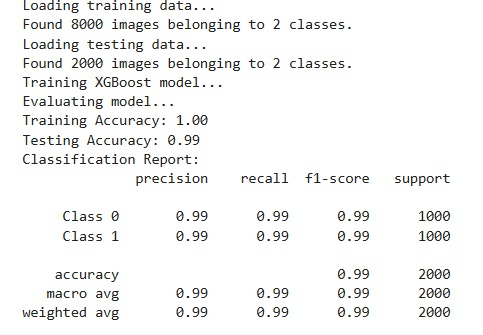 Loading training data...
Found 8000 images belonging to 2 classes.
Loading testing data...
Found 2000 images belonging to 2 classes.
Training XGBoost model...
Evaluating model...
Training Accuracy: 1.00
Testing Accuracy: 0.99
Classification Report:
precision recall f1-score support
Class 0 0.99 0.99 0.99 1000
Class 1 0.99 0.99 0.99 1000
accuracy 0.99 2000
macro avg 0.99 0.99 0.99 2000
weighted avg 0.99 0.99 0.99 2000